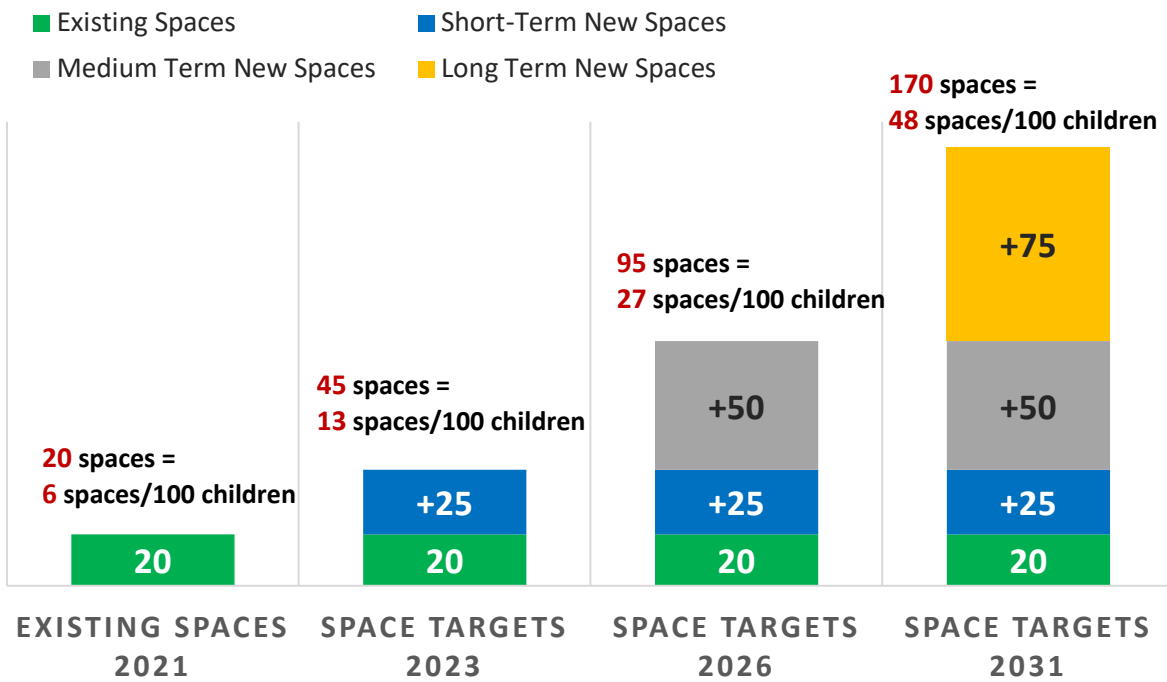 Existing Spaces
Short-Term New Spaces
Medium Term New Spaces
Long Term New Spaces
20 spaces =
6 spaces/100 children
20
EXISTING SPACES
2021
45 spaces =
13 spaces/100 children
+25
20
SPACE TARGETS
2023
95 spaces =
27 spaces/100 children
+50
+25
20
SPACE TARGETS
2026
170 spaces =
48 spaces/100 children
+75
+50
+25
20
SPACE TARGETS
2031